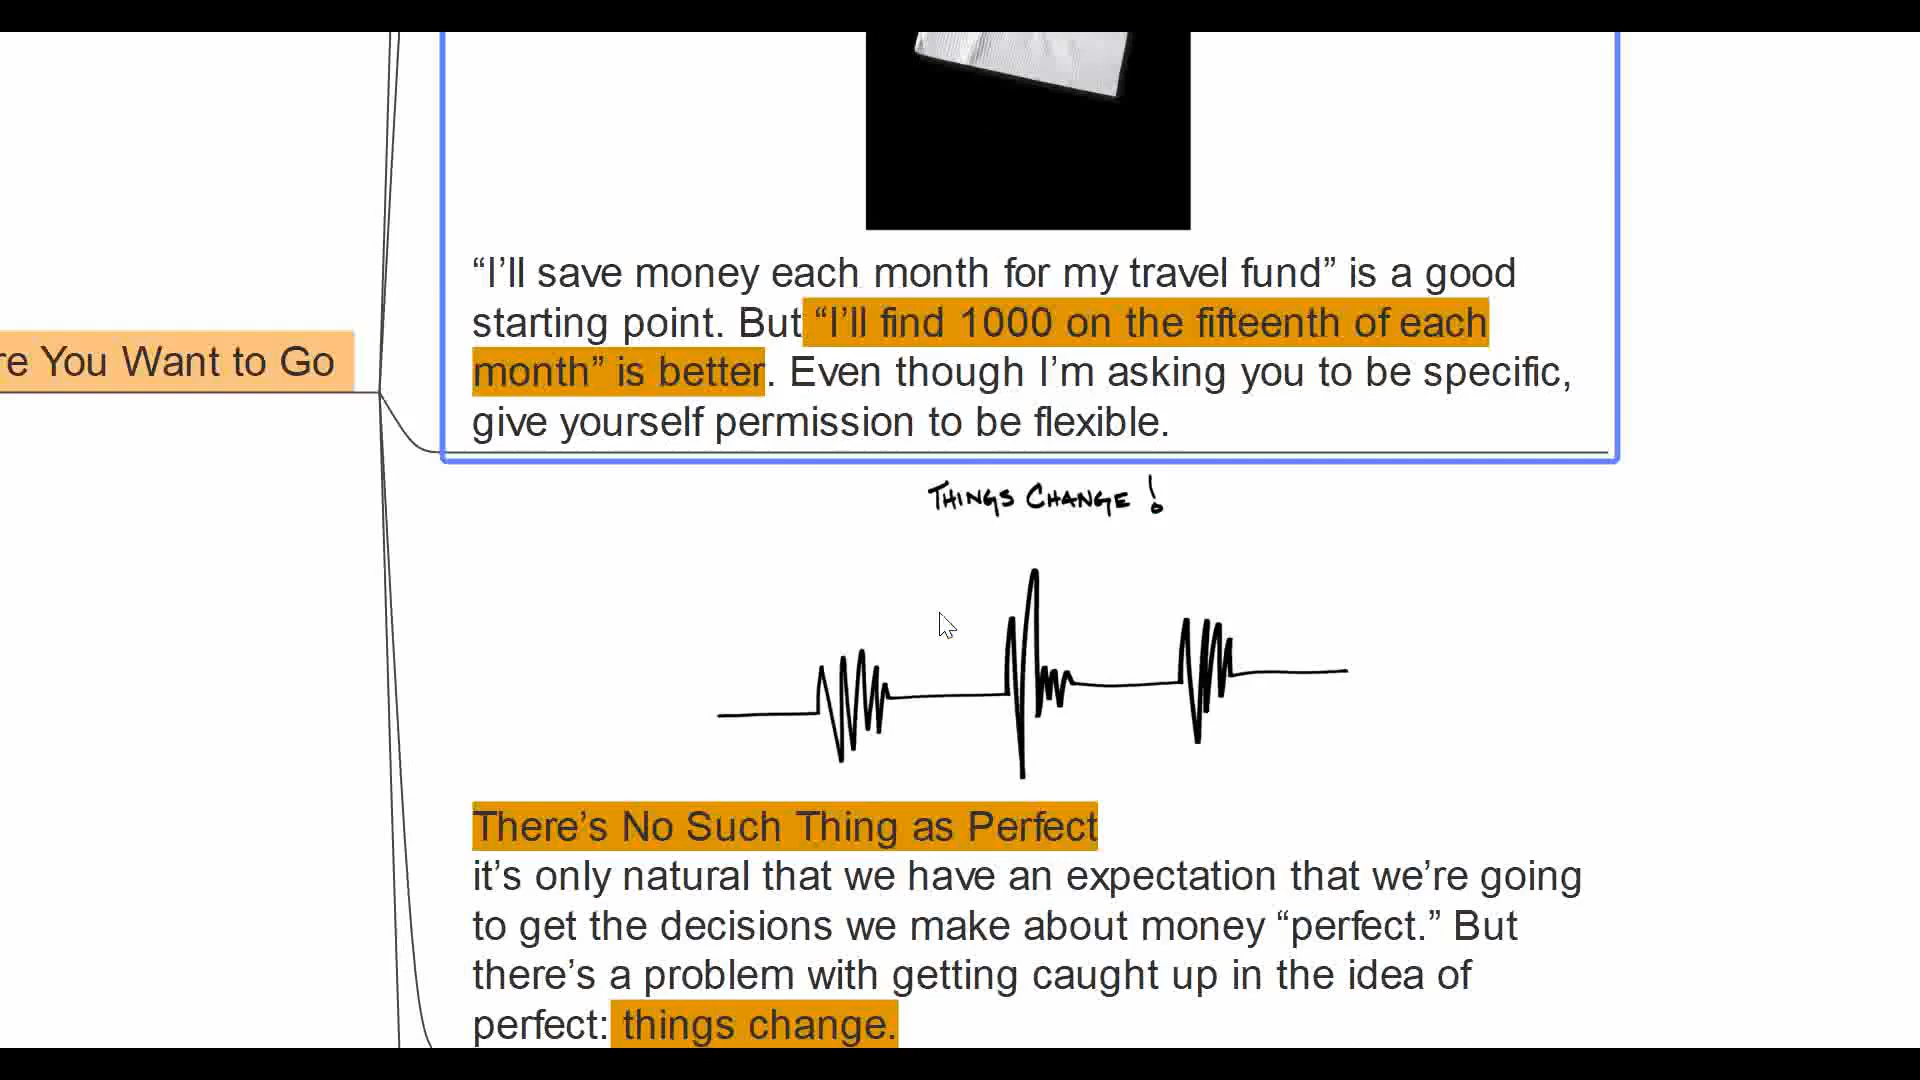 “I’ll save money each month for my travel fund” is a good
starting point. But “I’ll find 1000 on the fifteenth of each
month” is better. Even though I’m asking you to be specific,
give yourself permission to be flexible.
re You Want to Go
THINGS CHANGE!
There’s No Such Thing as Perfect
it’s only natural that we have an expectation that we’re going
to get the decisions we make about money “perfect.” But
there’s a problem with getting caught up in the idea of
perfect: things change.